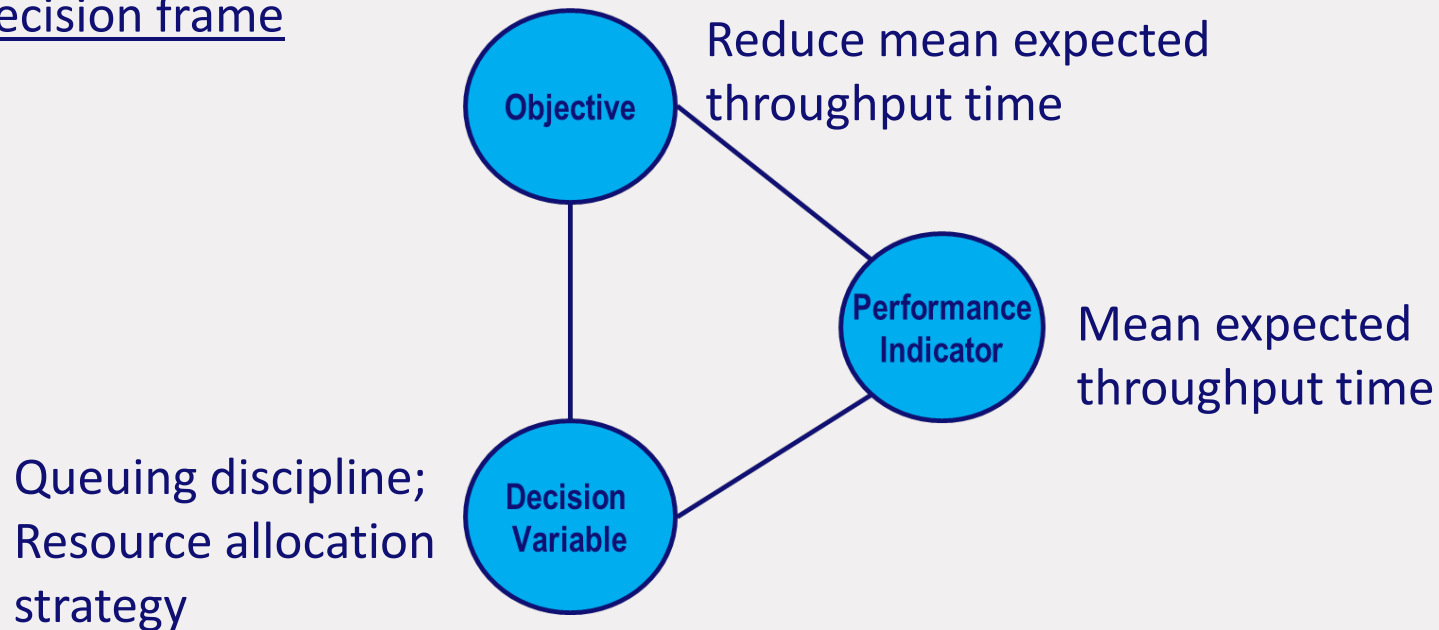 ecision frame
Reduce mean expected
throughput time
Objective
Performance
Indicator
Mean expected
throughput time
Queuing discipline;
Resource allocation
strategy
Decision
Variable